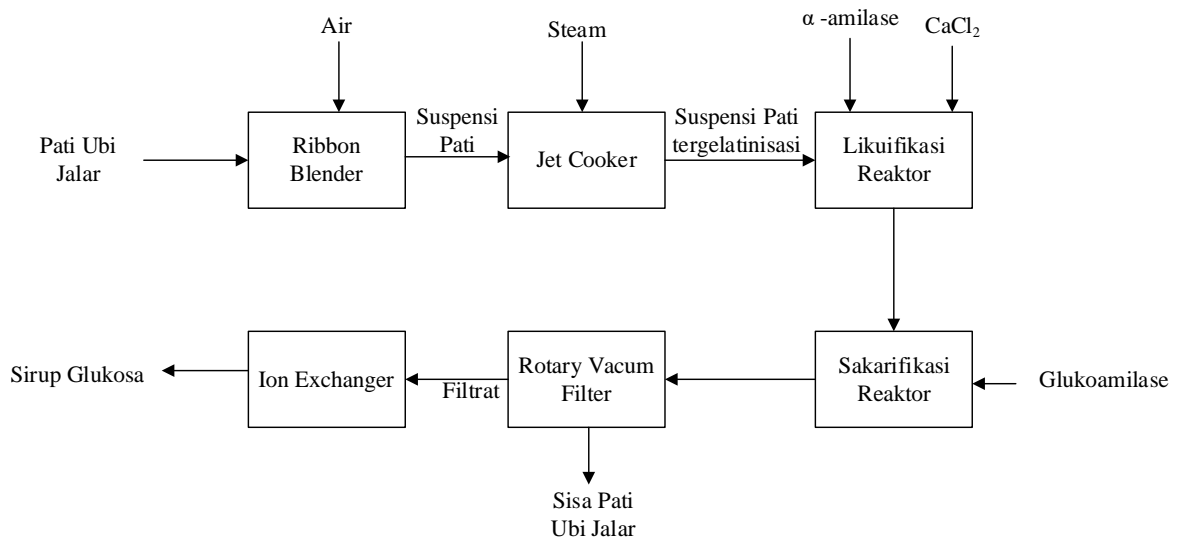 Air
Steam
α -amilase
CaCl₂
Pati Ubi
Jalar
Ribbon
Blender
Suspensi
Pati
Jet Cooker
Suspensi Pati
tergelatinisasi
Likuifikasi
Reaktor
Sirup Glukosa
Ion Exchanger
Filtrat
Rotary Vacum
Filter
Sakarifikasi
Reaktor
Glukoamilase
Sisa Pati
Ubi Jalar